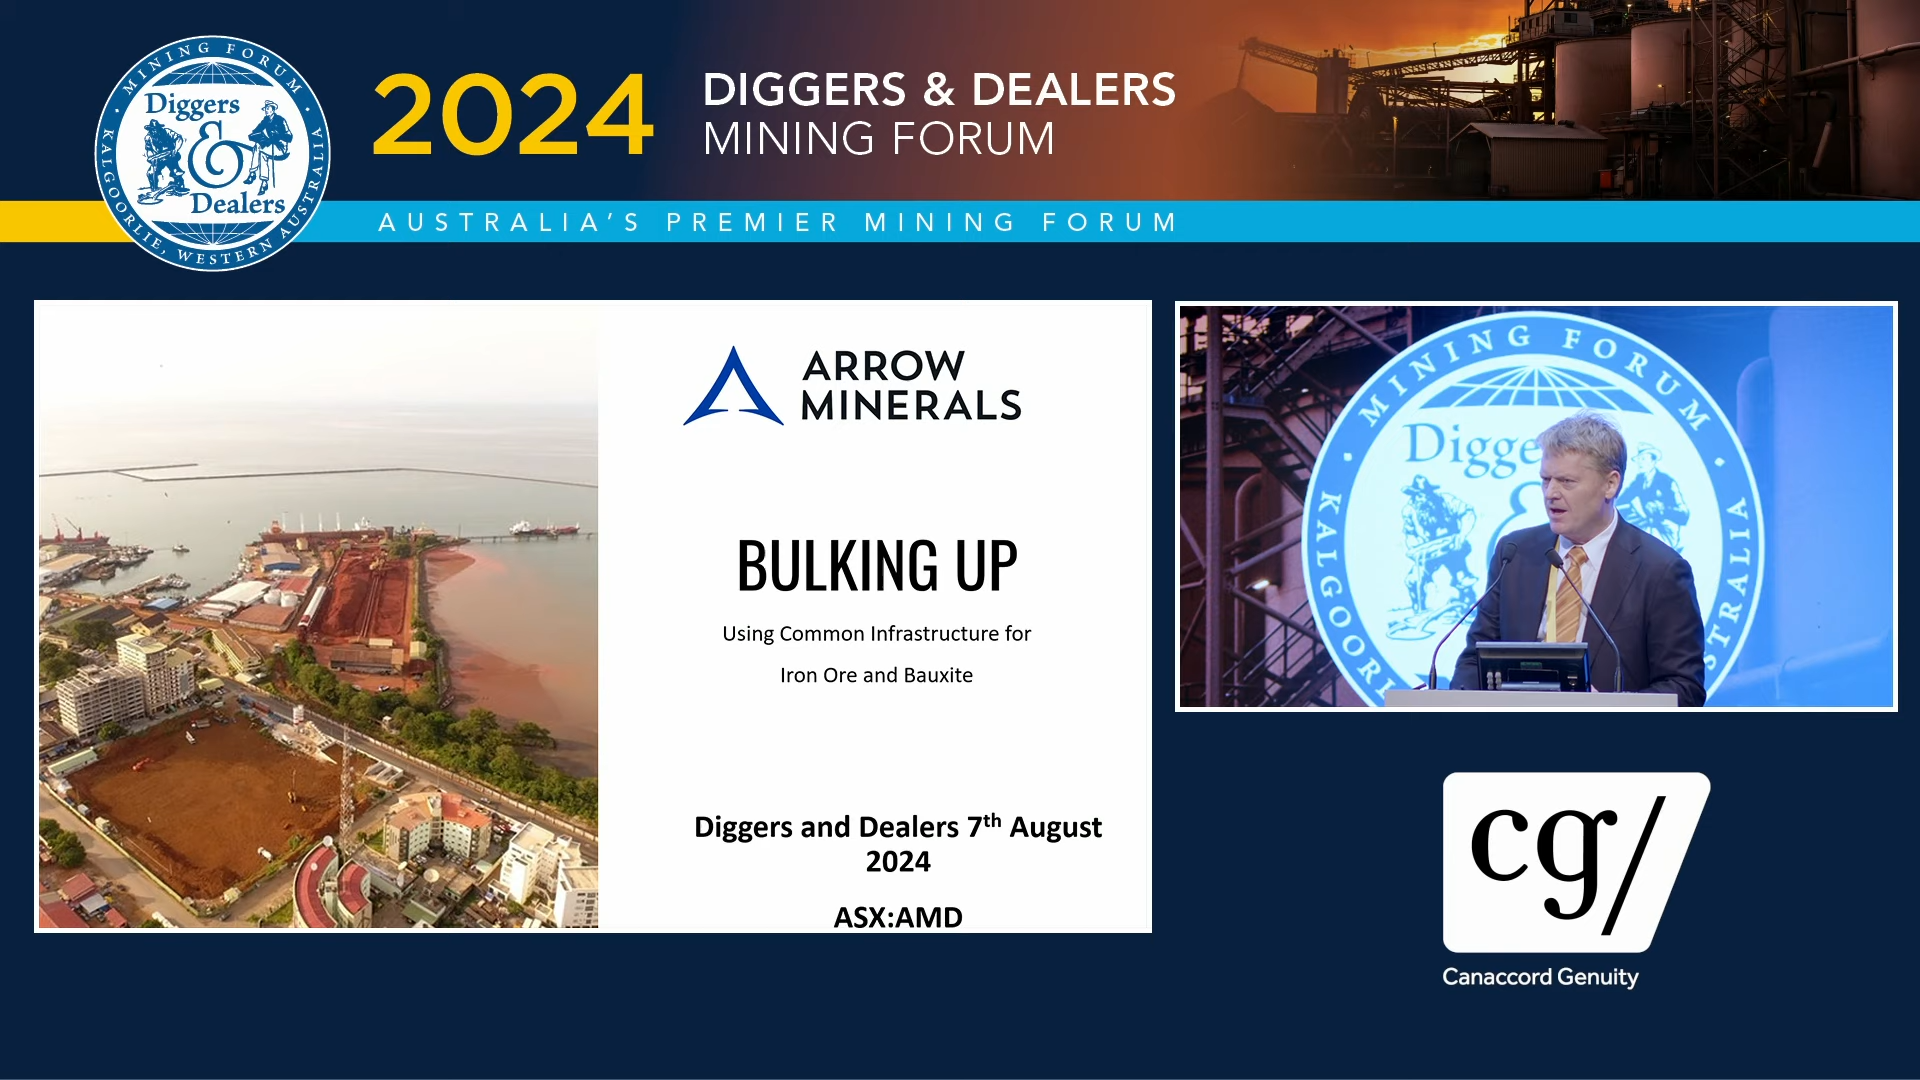 MINING FORUM
Diggers
&
Dealers
KALGOORLIE, WESTERN AUSTRALIA
2024
DIGGERS & DEALERS
MINING FORUM
AUSTRALIA'S PREMIER MINING FORUM
ARROW
MINERALS
BULKING UP
Using Common Infrastructure for
Iron Ore and Bauxite
Diggers and Dealers 7th August
2024
ASX:AMD
MINING FORUM
Digge
KALGOORL
STRALIA
cg/
Canaccord Genuity